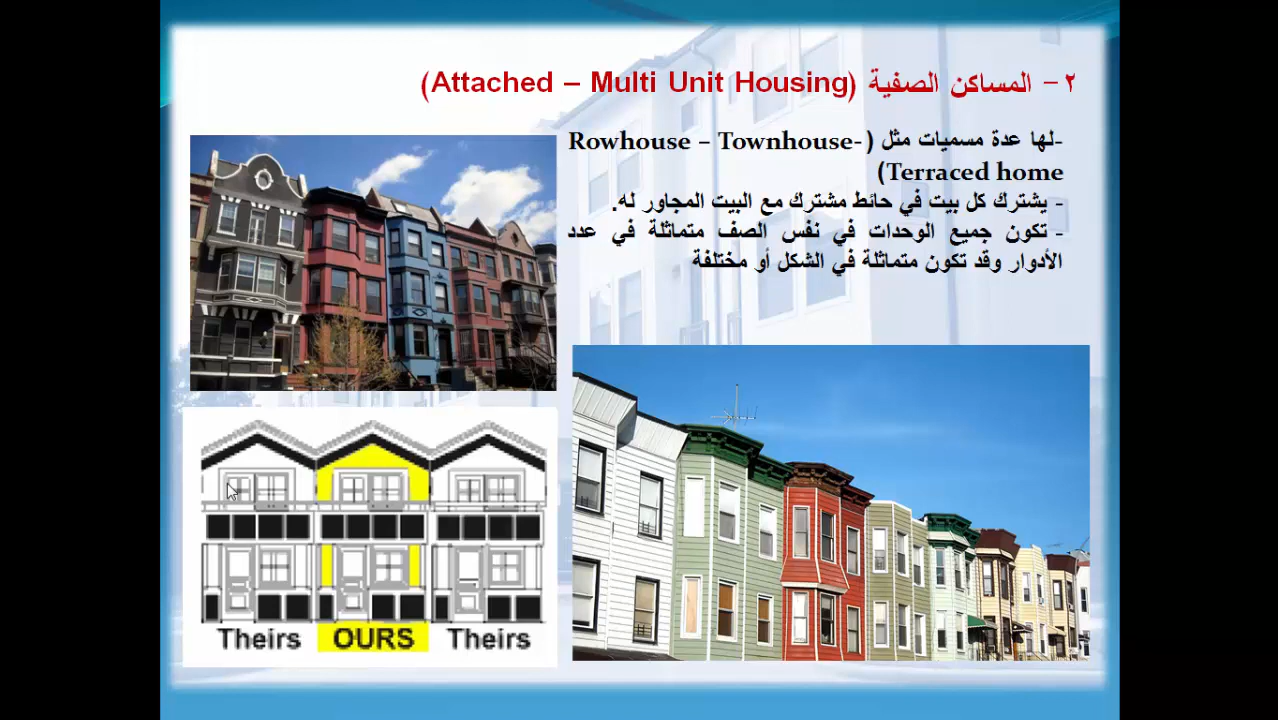 ٢ – المساكن الصفية (Attached – Multi Unit Housing)
-لها عدة مسميات مثل (Rowhouse – Townhouse-
Terraced home)
- يشترك كل بيت في حائط مشترك مع البيت المجاور له.
- تكون جميع الوحدات في نفس الصف متماثلة في عدد
الأدوار وقد تكون متماثلة في الشكل أو مختلفة
Theirs OURS Theirs